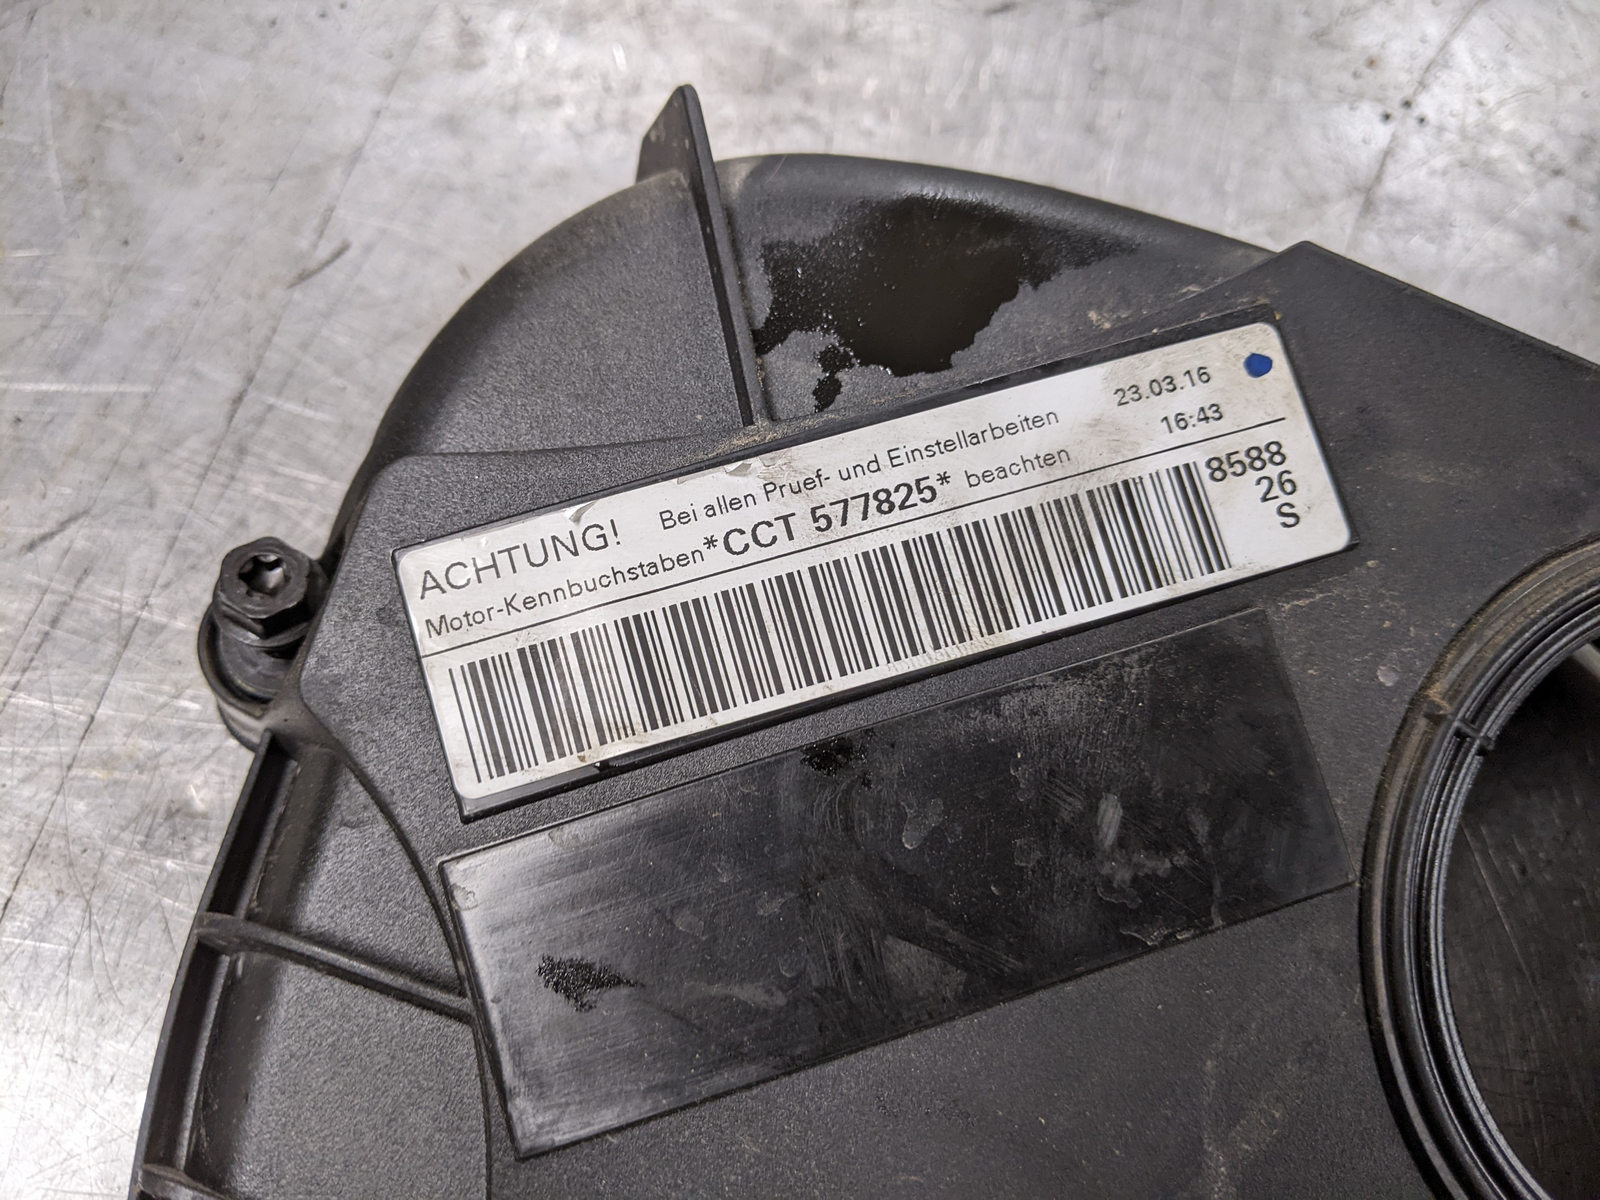 ACHTUNG! Bei allen Pruef- und Einstellarbeiten 23.03.16
Motor-Kennbuchstaben*CCT 577825* beachten 16:43
8588
26
S